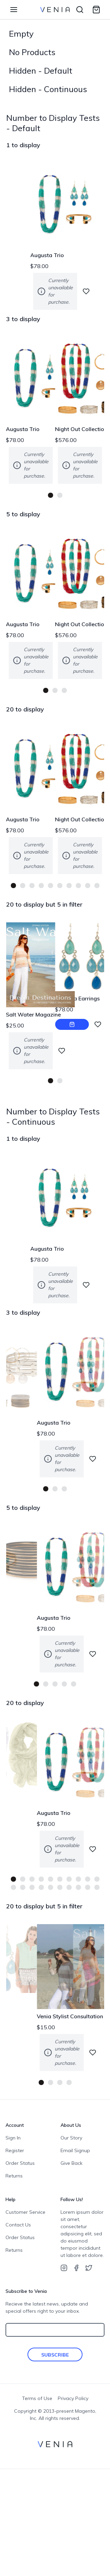 VENIA
Empty
No Products
Hidden - Default
Hidden - Continuous
Number to Display Tests
- Default
1 to display
Augusta Trio
$78.00
Currently
unavailable
for
purchase.
3 to display
Augusta Trio
$78.00
Currently
unavailable
for
purchase.
Night Out Collectio
$576.00
Currently
unavailable
for
purchase.
5 to display
Augusta Trio
$78.00
Currently
unavailable
for
purchase.
Night Out Collectio
$576.00
Currently
unavailable
for
purchase.
20 to display
Augusta Trio
$78.00
Currently
unavailable
for
purchase.
Night Out Collectio
$576.00
Currently
unavailable
for
purchase.
20 to display but 5 in filter
Destinations
Salt Water Magazine
$25.00
Currently
unavailable
for
purchase.
Earrings
$78.00
Number to Display Tests
- Continuous
1 to display
Augusta Trio
$78.00
Currently
unavailable
for
purchase.
3 to display
Augusta Trio
$78.00
Currently
unavailable
for
purchase.
5 to display
Augusta Trio
$78.00
Currently
unavailable
for
purchase.
20 to display
Augusta Trio
$78.00
Currently
unavailable
for
purchase.
20 to display but 5 in filter
Venia Stylist Consultation
$15.00
Currently
unavailable
for
purchase.
Account
Sign In
Register
Order Status
Returns
About Us
Our Story
Email Signup
Give Back
Help
Customer Service
Contact Us
Order Status
Returns
Follow Us!
Lorem ipsum dolor
sit amet,
consectetur
adipsicing elit, sed
do eiusmod
tempor incididunt
ut labore et dolore.
Subscribe to Venia
Recieve the latest news, update and
special offers right to your inbox.
SUBSCRIBE
Terms of Use Privacy Policy
Copyright © 2013-present Magento,
Inc. All rights reserved.
VENIA